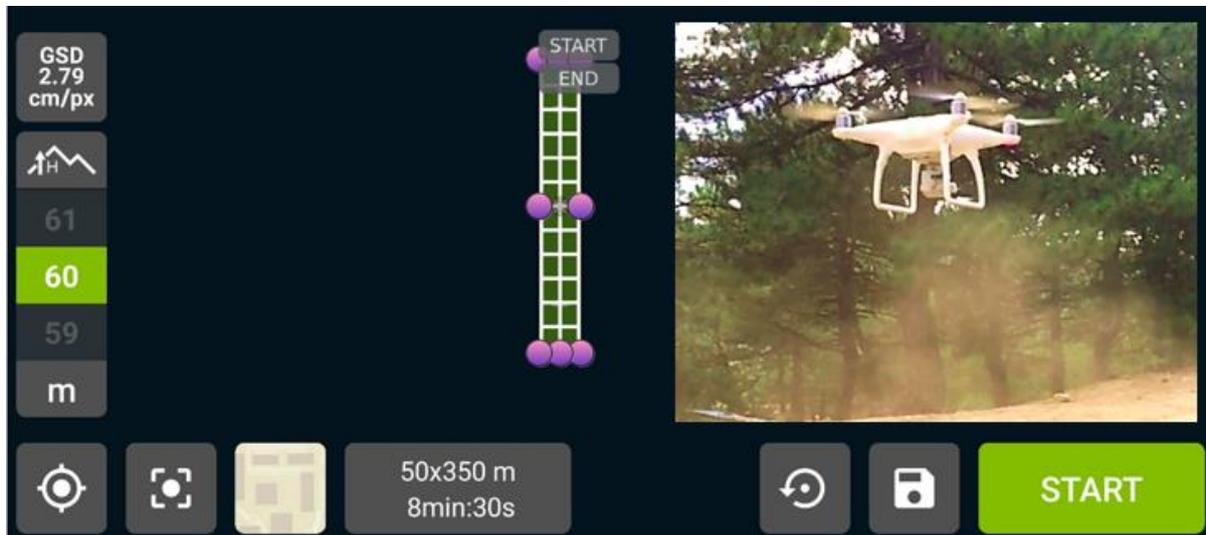 GSD
2.79
cm/px
H
61
60
59
m
START
END
50x350 m
8min:30s
START